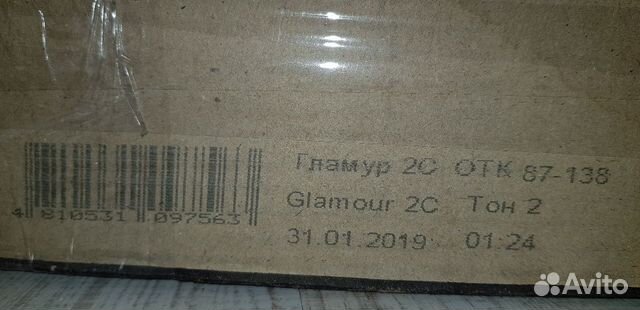 Гламур 2С ОТК 87-138
Glamour 2C Тон 2
31.01.2019 01:24
4 810531 097563
Avito